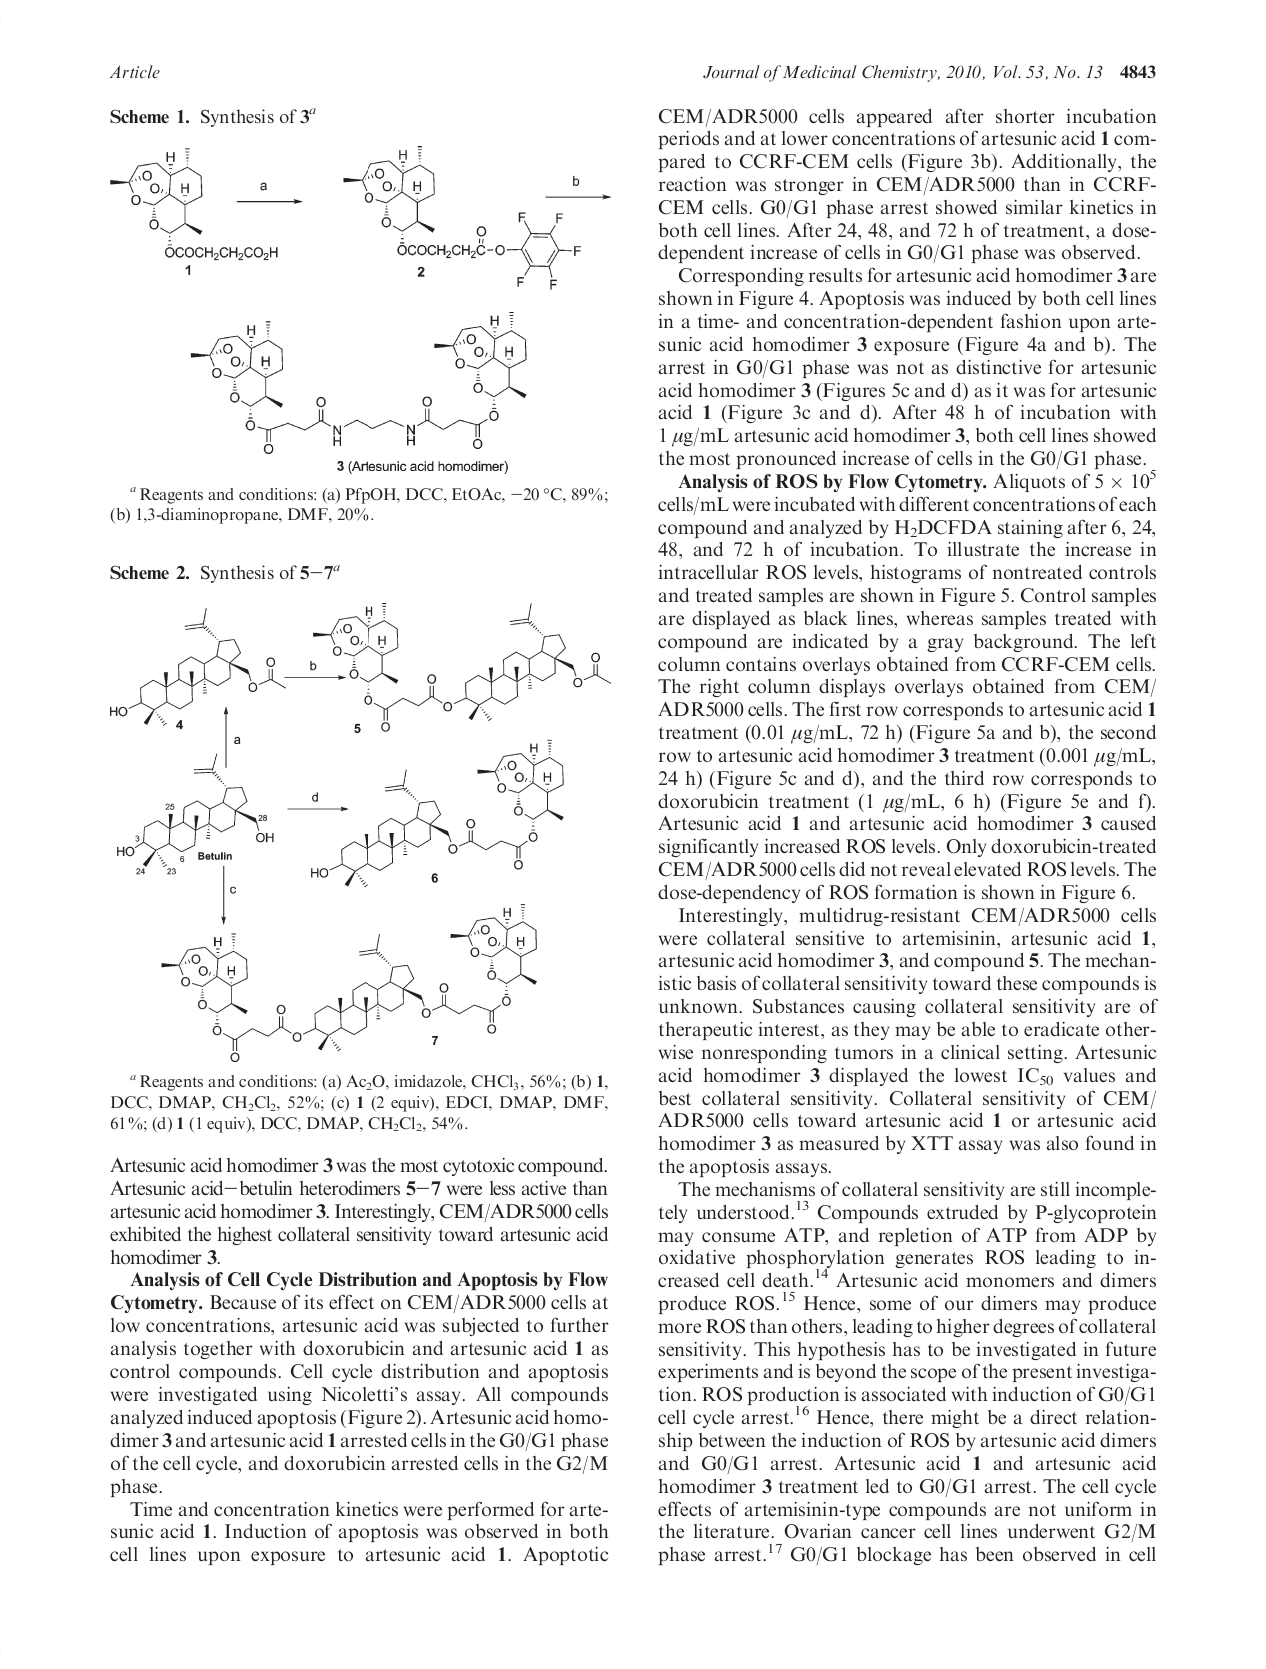 Article
Journal of Medicinal Chemistry, 2010, Vol. 53, No. 13 4843
Scheme 1. Synthesis of 3a
H
O
O
O
H
O
O
OCOCH2CH2CO2H
1
a
H
O
O
O
H
O
O
OCOCH2CH2C-O
F
F
F
F
F
2
b
H
O
O
O
H
O
O
O
O
N
H
N
H
O
O
O
H
O
O
O
H
O
O
3 (Artesunic acid homodimer)
a Reagents and conditions: (a) PfpOH, DCC, EtOAc, −20 °C, 89%;
(b) 1,3-diaminopropane, DMF, 20%.
Scheme 2. Synthesis of 5−7a
HO
O
O
4
b
H
O
O
O
H
O
O
O
O
O
O
O
5
a
25
28
3
OH
HO
6
24
23
Betulin
d
HO
O
O
O
O
H
O
O
O
H
O
6
c
H
O
O
O
H
O
O
O
O
O
O
O
O
O
H
O
O
O
H
O
7
a Reagents and conditions: (a) Ac2O, imidazole, CHCl3, 56%; (b) 1,
DCC, DMAP, CH2Cl2, 52%; (c) 1 (2 equiv), EDCI, DMAP, DMF,
61%; (d) 1 (1 equiv), DCC, DMAP, CH2Cl2, 54%.
Artesunic acid homodimer 3 was the most cytotoxic compound.
Artesunic acid−betulin heterodimers 5−7 were less active than
artesunic acid homodimer 3. Interestingly, CEM/ADR5000 cells
exhibited the highest collateral sensitivity toward artesunic acid
homodimer 3.
Analysis of Cell Cycle Distribution and Apoptosis by Flow
Cytometry. Because of its effect on CEM/ADR5000 cells at
low concentrations, artesunic acid was subjected to further
analysis together with doxorubicin and artesunic acid 1 as
control compounds. Cell cycle distribution and apoptosis
were investigated using Nicoletti's assay. All compounds
analyzed induced apoptosis (Figure 2). Artesunic acid homo-
dimer 3 and artesunic acid 1 arrested cells in the G0/G1 phase
of the cell cycle, and doxorubicin arrested cells in the G2/M
phase.
Time and concentration kinetics were performed for arte-
sunic acid 1. Induction of apoptosis was observed in both
cell lines upon exposure to artesunic acid 1. Apoptotic
CEM/ADR5000 cells appeared after shorter incubation
periods and at lower concentrations of artesunic acid 1 com-
pared to CCRF-CEM cells (Figure 3b). Additionally, the
reaction was stronger in CEM/ADR5000 than in CCRF-
CEM cells. G0/G1 phase arrest showed similar kinetics in
both cell lines. After 24, 48, and 72 h of treatment, a dose-
dependent increase of cells in G0/G1 phase was observed.
Corresponding results for artesunic acid homodimer 3 are
shown in Figure 4. Apoptosis was induced by both cell lines
in a time- and concentration-dependent fashion upon arte-
sunic acid homodimer 3 exposure (Figure 4a and b). The
arrest in G0/G1 phase was not as distinctive for artesunic
acid homodimer 3 (Figures 5c and d) as it was for artesunic
acid 1 (Figure 3c and d). After 48 h of incubation with
1 μg/mL artesunic acid homodimer 3, both cell lines showed
the most pronounced increase of cells in the G0/G1 phase.
Analysis of ROS by Flow Cytometry. Aliquots of 5 × 10⁵
cells/mL were incubated with different concentrations of each
compound and analyzed by H2DCFDA staining after 6, 24,
48, and 72 h of incubation. To illustrate the increase in
intracellular ROS levels, histograms of nontreated controls
and treated samples are shown in Figure 5. Control samples
are displayed as black lines, whereas samples treated with
compound are indicated by a gray background. The left
column contains overlays obtained from CCRF-CEM cells.
The right column displays overlays obtained from CEM/
ADR5000 cells. The first row corresponds to artesunic acid 1
treatment (0.01 μg/mL, 72 h) (Figure 5a and b), the second
row to artesunic acid homodimer 3 treatment (0.001 μg/mL,
24 h) (Figure 5c and d), and the third row corresponds to
doxorubicin treatment (1 μg/mL, 6 h) (Figure 5e and f).
Artesunic acid 1 and artesunic acid homodimer 3 caused
significantly increased ROS levels. Only doxorubicin-treated
CEM/ADR5000 cells did not reveal elevated ROS levels. The
dose-dependency of ROS formation is shown in Figure 6.
Interestingly, multidrug-resistant CEM/ADR5000 cells
were collateral sensitive to artemisinin, artesunic acid 1,
artesunic acid homodimer 3, and compound 5. The mechan-
istic basis of collateral sensitivity toward these compounds is
unknown. Substances causing collateral sensitivity are of
therapeutic interest, as they may be able to eradicate other-
wise nonresponding tumors in a clinical setting. Artesunic
acid homodimer 3 displayed the lowest IC50 values and
best collateral sensitivity. Collateral sensitivity of CEM/
ADR5000 cells toward artesunic acid 1 or artesunic acid
homodimer 3 as measured by XTT assay was also found in
the apoptosis assays.
The mechanisms of collateral sensitivity are still incomple-
tely understood.13 Compounds extruded by P-glycoprotein
may consume ATP, and repletion of ATP from ADP by
oxidative phosphorylation generates ROS leading to in-
creased cell death.14 Artesunic acid monomers and dimers
produce ROS.15 Hence, some of our dimers may produce
more ROS than others, leading to higher degrees of collateral
sensitivity. This hypothesis has to be investigated in future
experiments and is beyond the scope of the present investiga-
tion. ROS production is associated with induction of G0/G1
cell cycle arrest.16 Hence, there might be a direct relation-
ship between the induction of ROS by artesunic acid dimers
and G0/G1 arrest. Artesunic acid 1 and artesunic acid
homodimer 3 treatment led to G0/G1 arrest. The cell cycle
effects of artemisinin-type compounds are not uniform in
the literature. Ovarian cancer cell lines underwent G2/M
phase arrest.17 G0/G1 blockage has been observed in cell